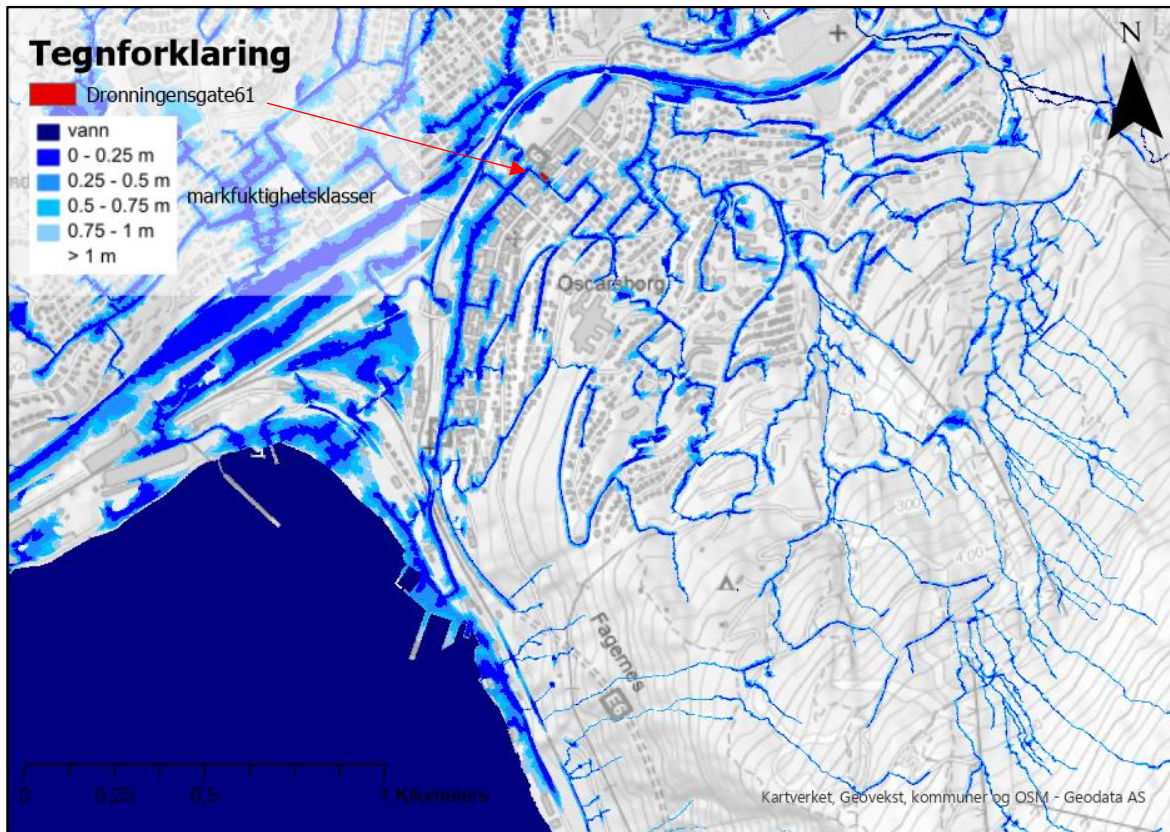 Tegnforklaring
Dronningensgate61
vann
0 - 0.25 m
0.25 - 0.5 m
0.5 - 0.75 m
0.75 - 1 m
> 1 m
markfuktighetsklasser
N
Oscarsborg
300
400
Fagernes
E6
0 0,25 0,5 1 Kilometers
Kartverket, Geovekst, kommuner og OSM - Geodata AS